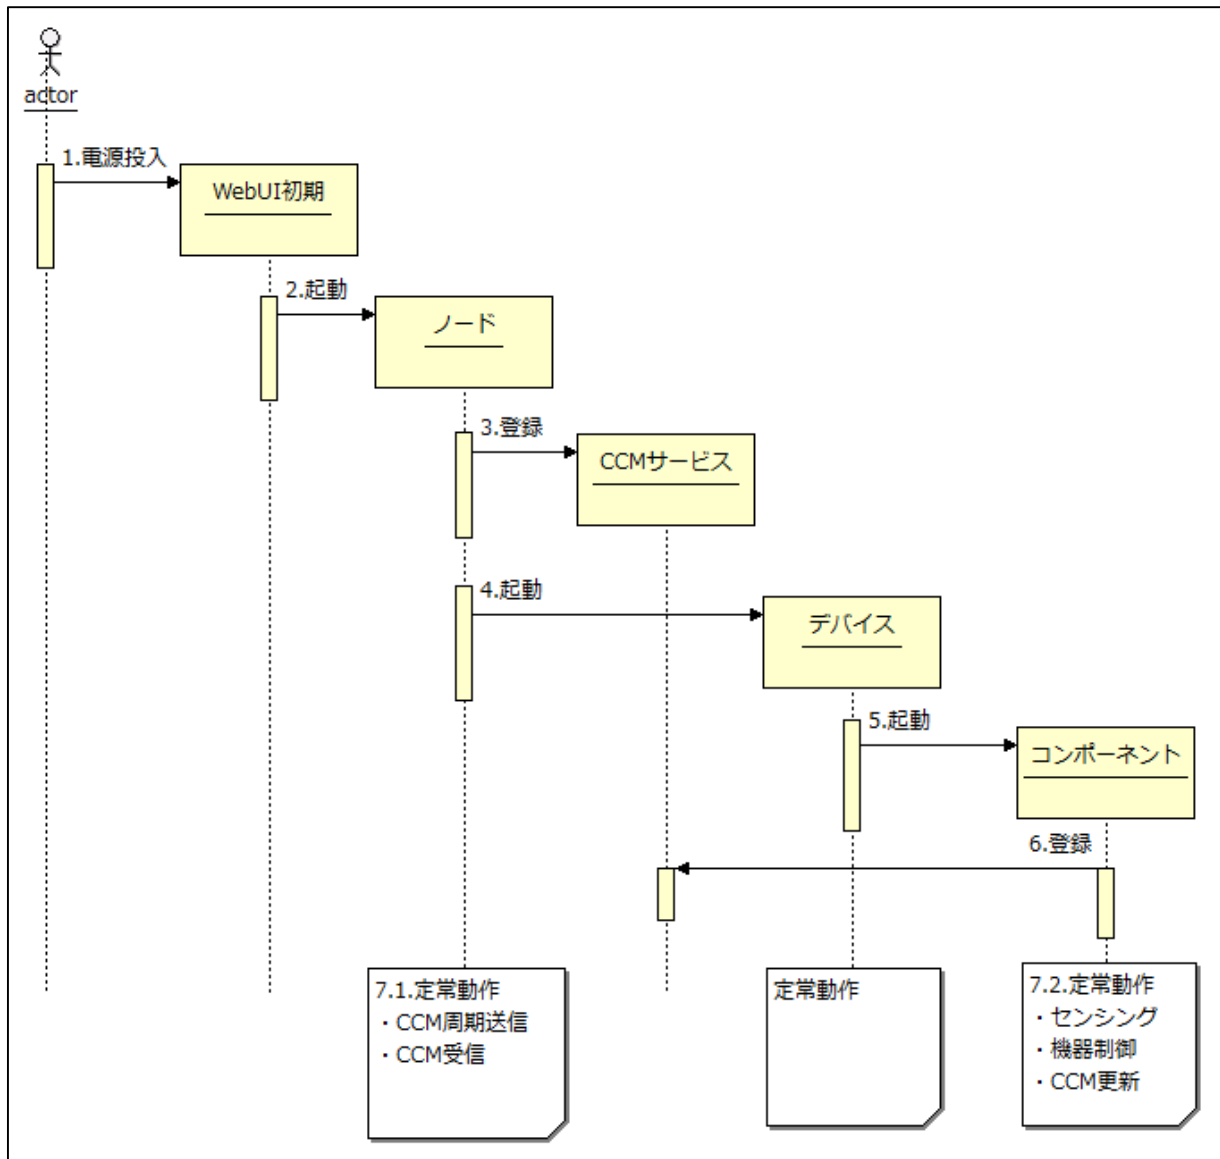 actor
1.電源投入
WebUI初期
2.起動
ノード
3.登録
CCMサービス
4.起動
デバイス
5.起動
コンポーネント
6.登録
7.1.定常動作
・CCM周期送信
・CCM受信
定常動作
7.2.定常動作
・センシング
・機器制御
・CCM更新